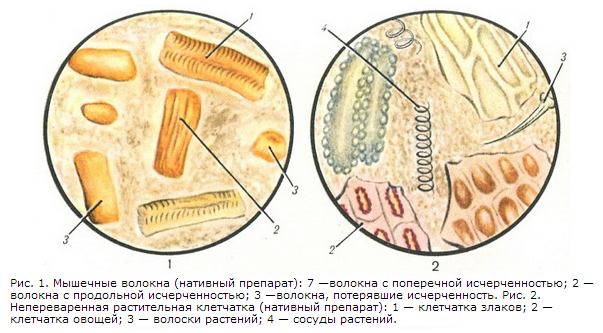 1
4
1
3
3
3
2
2
1
2
Рис. 1. Мышечные волокна (нативный препарат): 7 —волокна с поперечной исчерченностью; 2 —
волокна с продольной исчерченностью; 3 —волокна, потерявшие исчерченность. Рис. 2.
Непереваренная растительная клетчатка (нативный препарат): 1 — клетчатка злаков; 2 —
клетчатка овощей; 3 — волоски растений; 4 — сосуды растений.